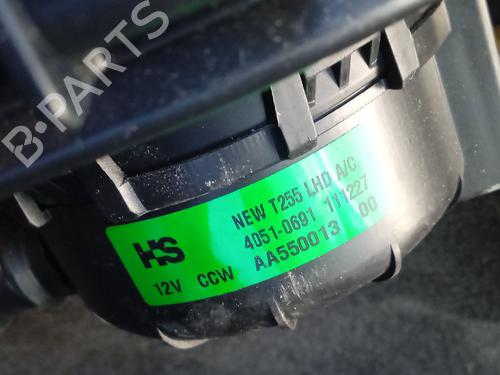 B-PARTS
NEW T255 LHD A/C
4051-0691 111227
HS AA550013 00
12V CCW